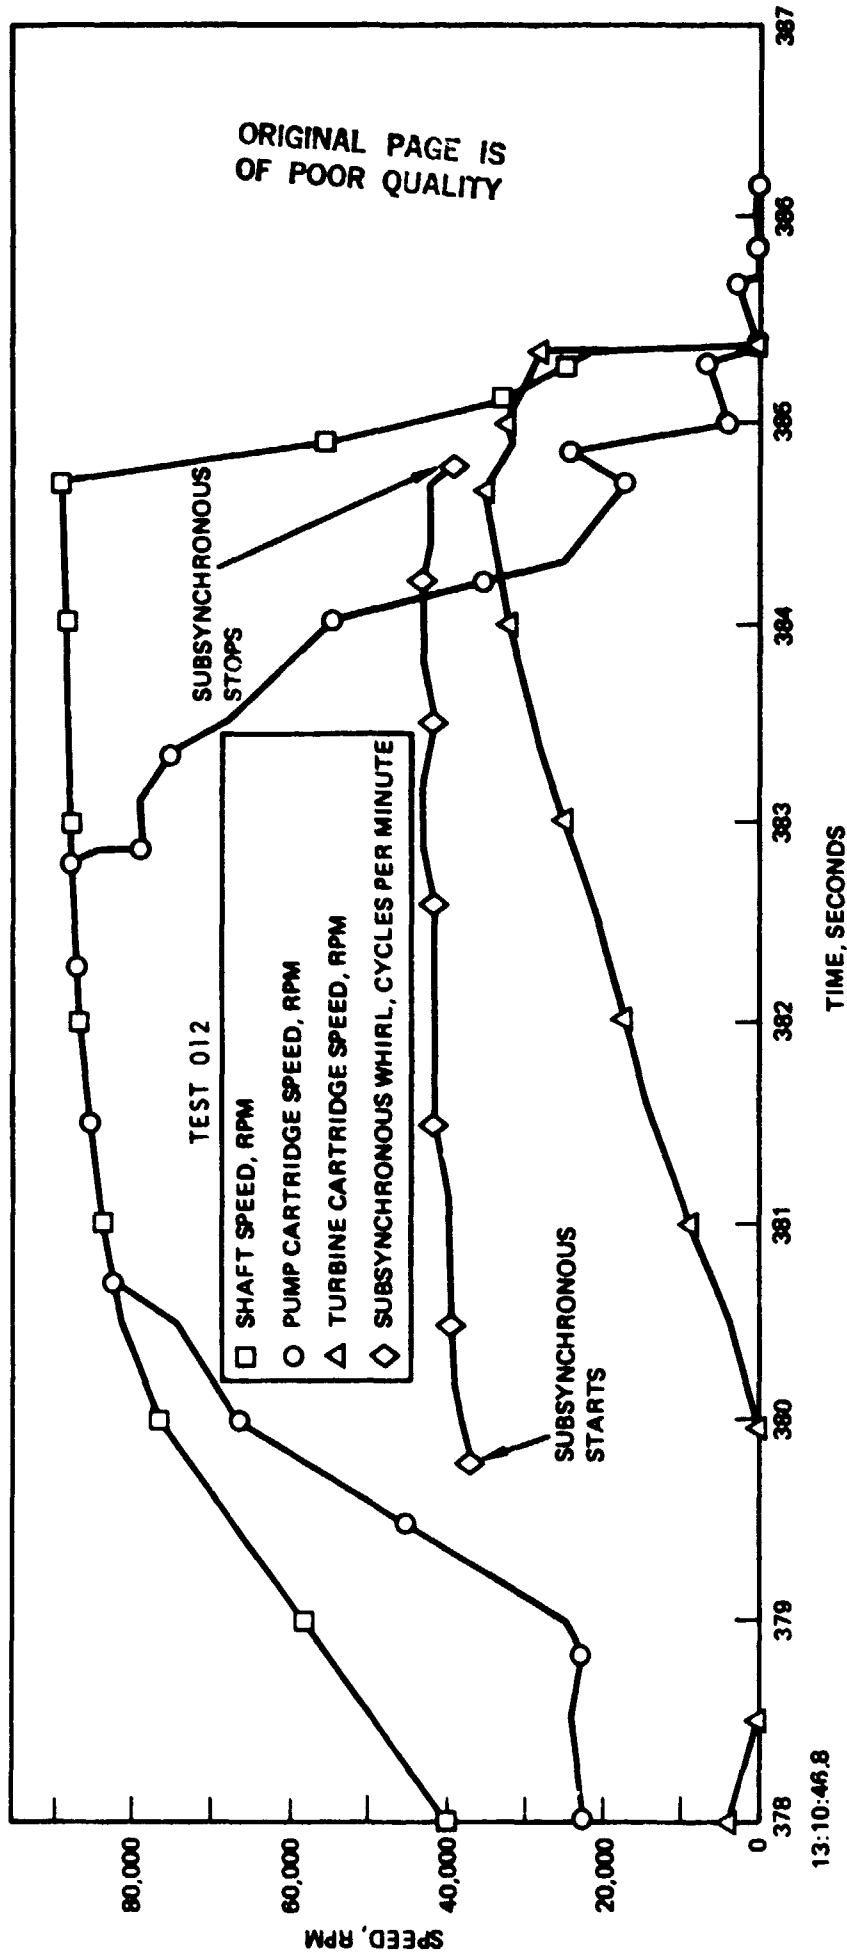 ORIGINAL PAGE IS
OF POOR QUALITY
TEST 012
SUBSYNCHRONOUS
STOPS
SHAFT SPEED, RPM
PUMP CARTRIDGE SPEED, RPM
TURBINE CARTRIDGE SPEED, RPM
SUBSYNCHRONOUS WHIRL, CYCLES PER MINUTE
SUBSYNCHRONOUS
STARTS
SPEED, RPM
80,000
60,000
40,000
20,000
0
378
379
380
381
382
383
384
385
386
387
13:10:46.8
TIME, SECONDS